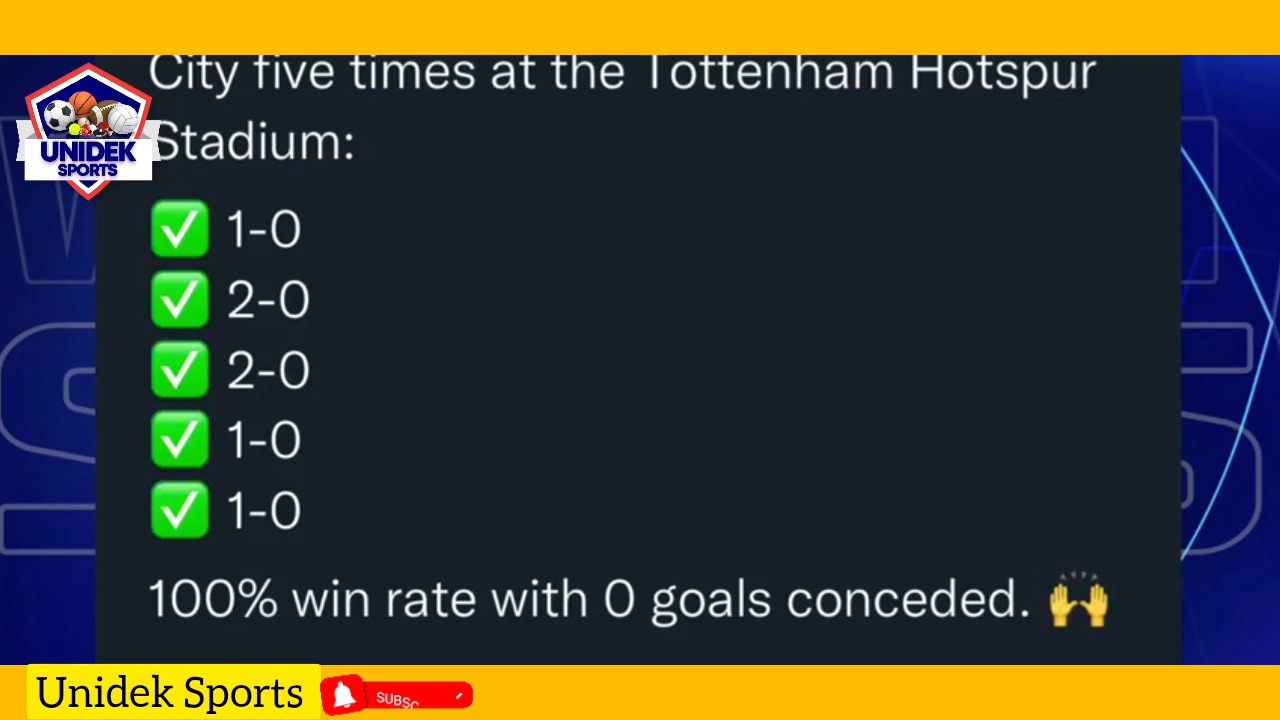 City five times at the Tottenham Hotspur
Stadium:
UNIDEK
SPORTS
✅ 1-0
✅ 2-0
✅ 2-0
✅ 1-0
✅ 1-0
100% win rate with 0 goals conceded. 🙌
Unidek Sports